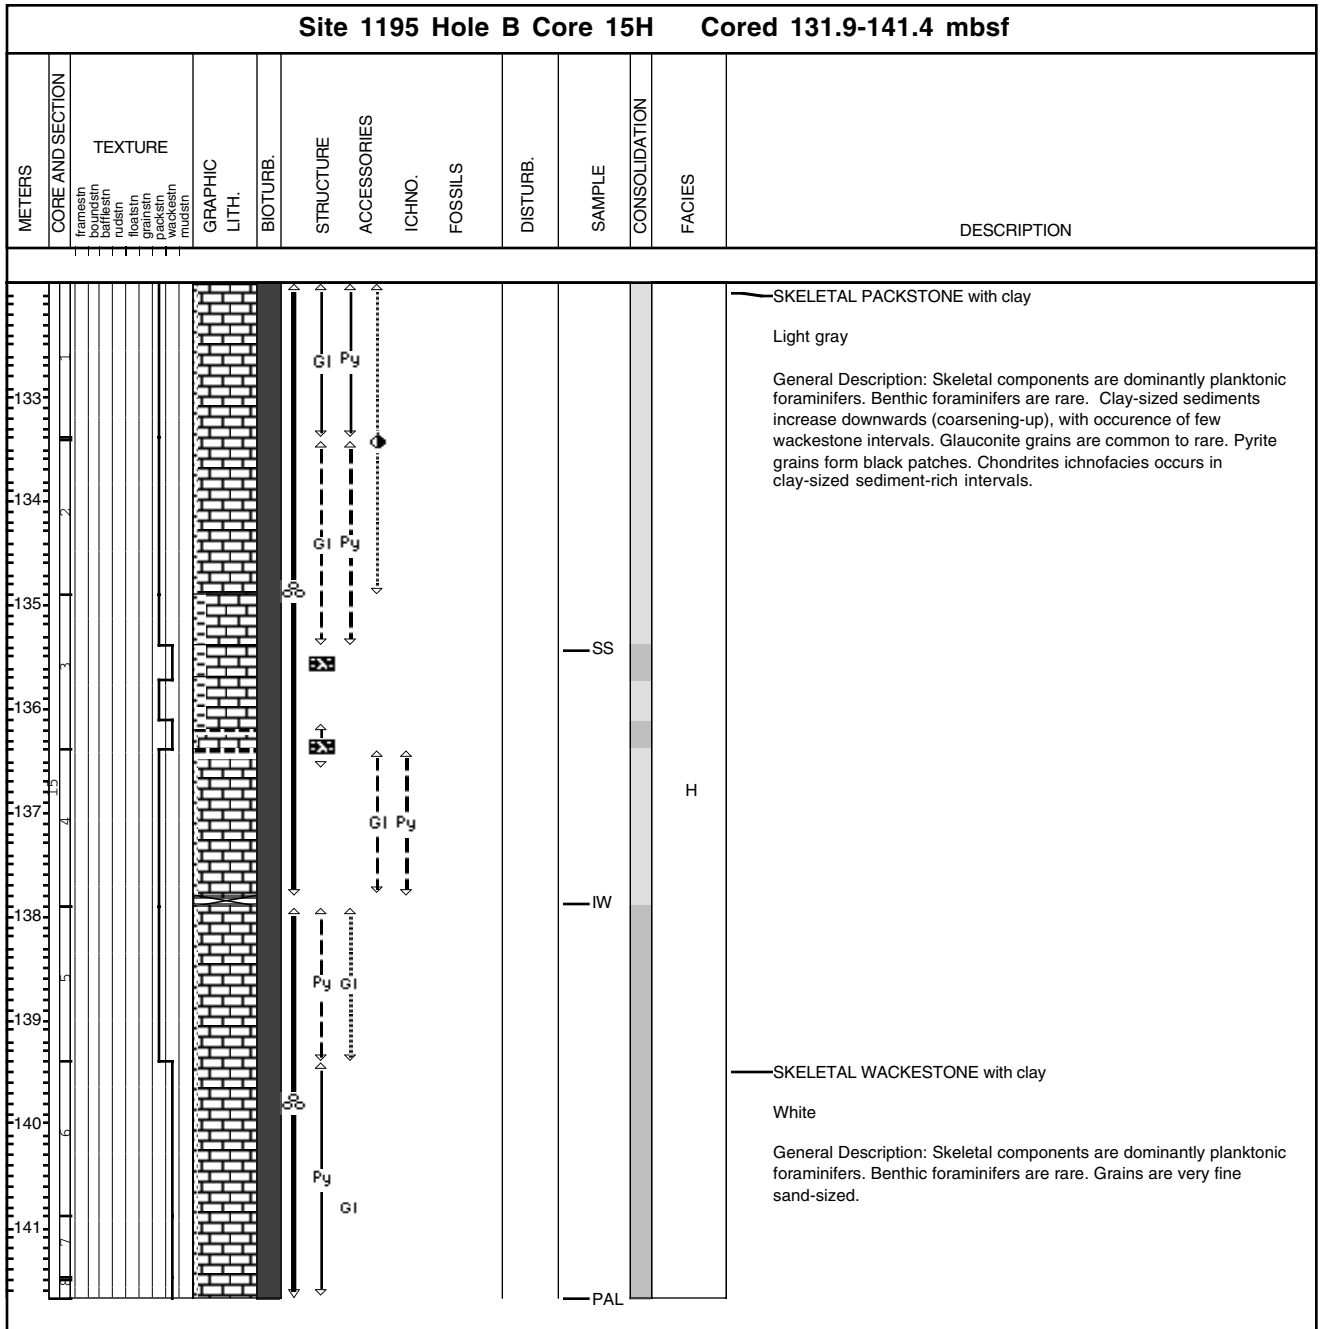 Site 1195 Hole B Core 15H Cored 131.9-141.4 mbsf
METERS
CORE AND SECTION
TEXTURE
framestn
boundstn
bafflestn
rudstn
floatstn
grainstn
packstn
wackestn
mudstn
GRAPHIC
LITH.
BIOTURB.
STRUCTURE
ACCESSORIES
ICHNO.
FOSSILS
DISTURB.
SAMPLE
CONSOLIDATION
FACIES
DESCRIPTION
SKELETAL PACKSTONE with clay
Light gray
General Description: Skeletal components are dominantly planktonic
foraminifers. Benthic foraminifers are rare. Clay-sized sediments
increase downwards (coarsening-up), with occurence of few
wackestone intervals. Glauconite grains are common to rare. Pyrite
grains form black patches. Chondrites ichnofacies occurs in
clay-sized sediment-rich intervals.
1
Gl Py
133
134
2
Gl Py
135
SS
3
136
15
H
137
4
Gl Py
IW
138
5
Py Gl
139
SKELETAL WACKESTONE with clay
White
General Description: Skeletal components are dominantly planktonic
foraminifers. Benthic foraminifers are rare. Grains are very fine
sand-sized.
140
6
Py
Gl
141
7
8
PAL